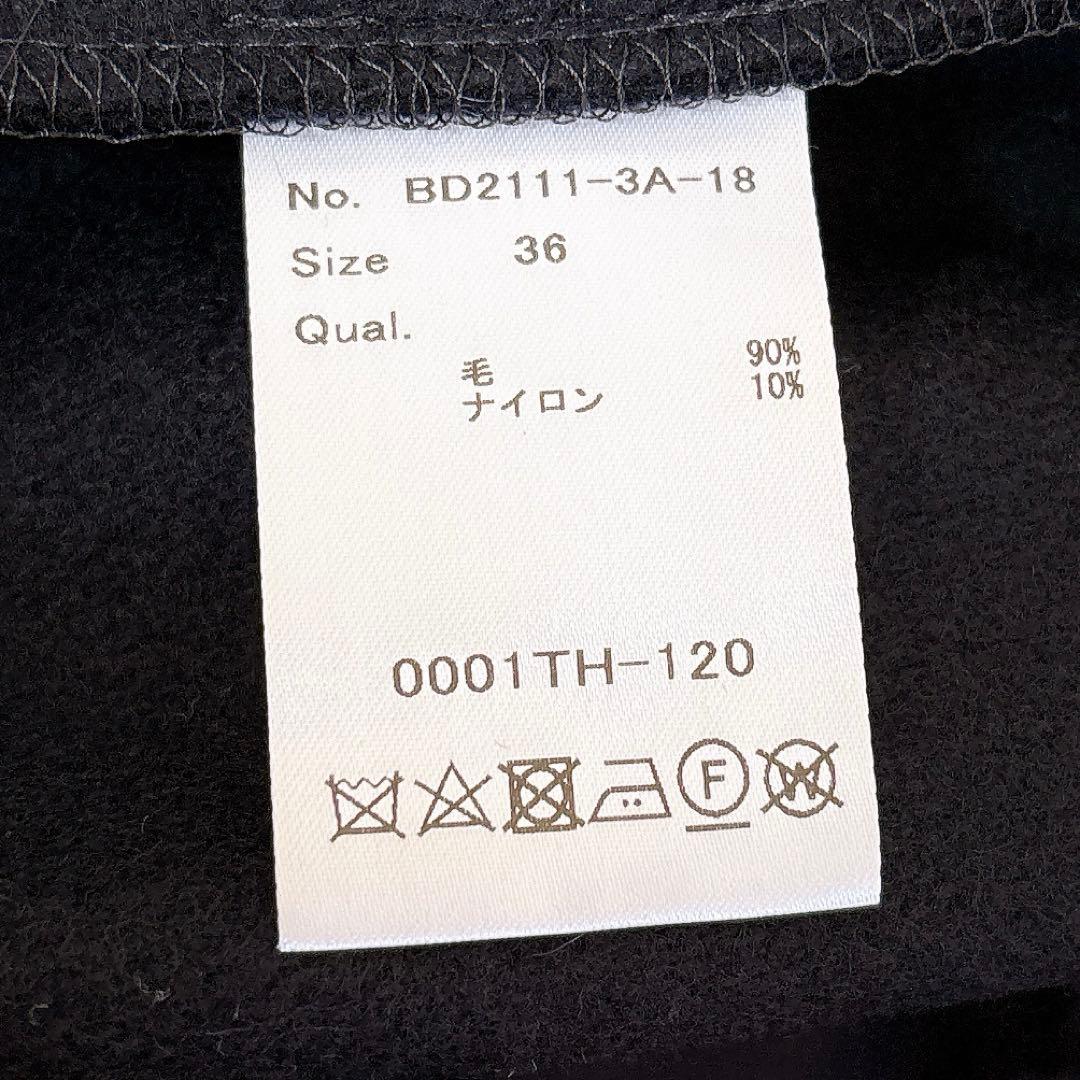 No. BD2111-3A-18
Size 36
Qual.
毛 90%
ナイロン 10%
0001TH-120
F W